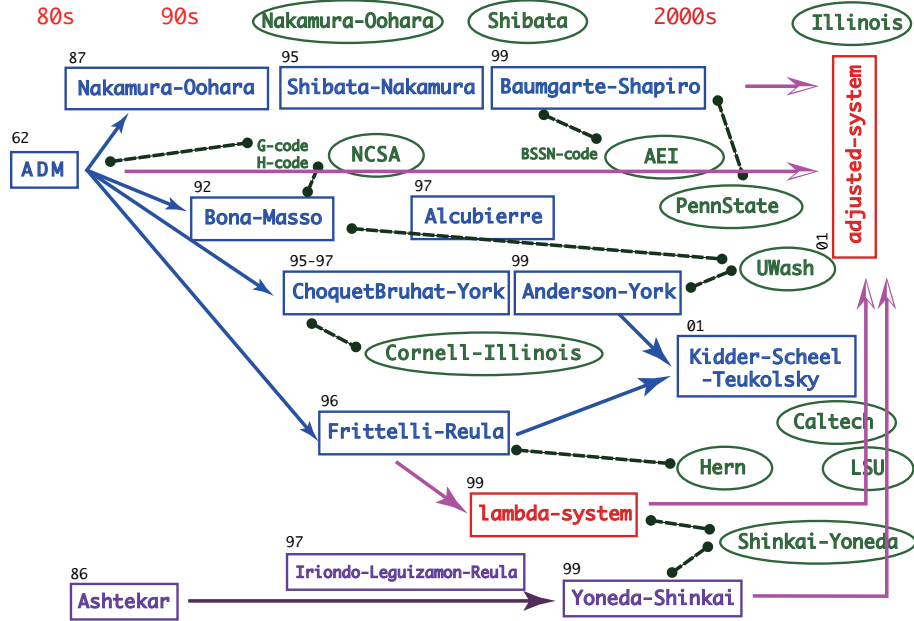 80s
90s
Nakamura-Oohara
Shibata
2000s
Illinois
87
Nakamura-Oohara
95
Shibata-Nakamura
99
Baumgarte-Shapiro
62
ADM
G-code
H-code
NCSA
BSSN-code
AEI
adjusted-system
01
92
Bona-Masso
97
Alcubierre
PennState
UWash
95-97
ChoquetBruhat-York
99
Anderson-York
Cornell-Illinois
01
Kidder-Scheel
-Teukolsky
96
Frittelli-Reula
Caltech
Hern
LSU
99
lambda-system
Shinkai-Yoneda
97
Iriondo-Leguizamon-Reula
86
Ashtekar
99
Yoneda-Shinkai